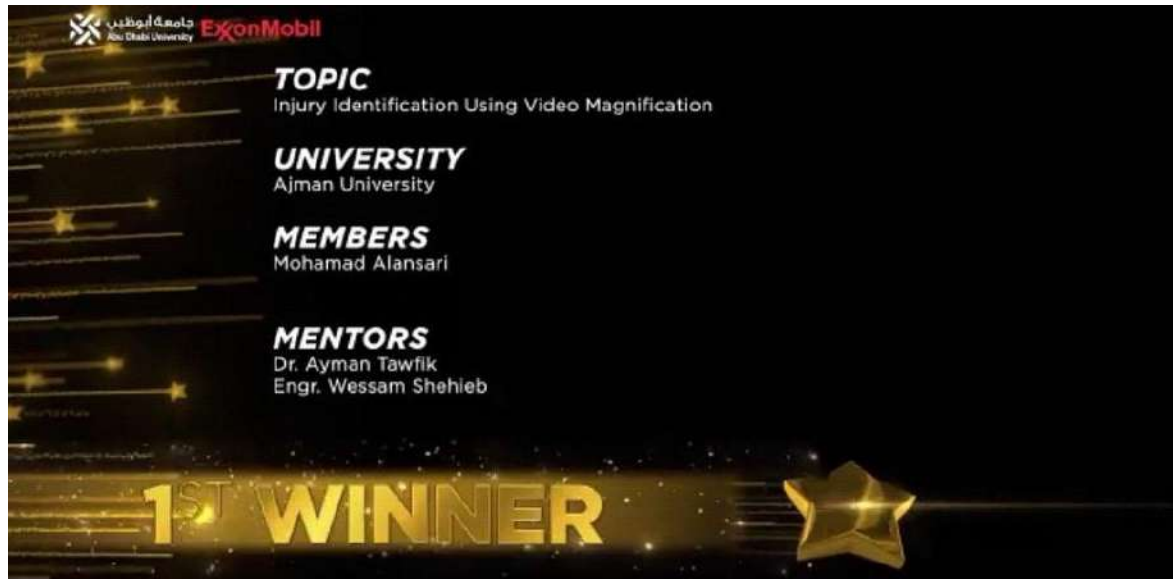 جامعة أبوظبي
Abu Dhabi University
ExxonMobil
TOPIC
Injury Identification Using Video Magnification
UNIVERSITY
Ajman University
MEMBERS
Mohamad Alansari
MENTORS
Dr. Ayman Tawfik
Engr. Wessam Shehieb
1ST WINNER